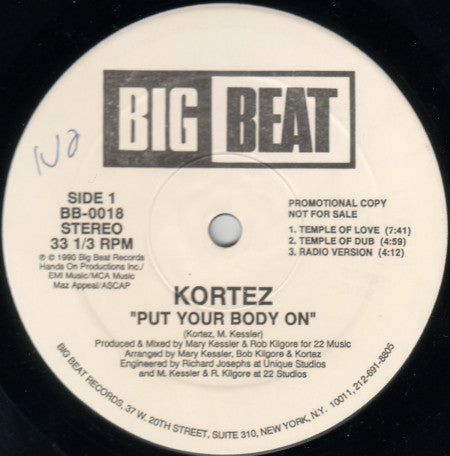 BIG BEAT
SIDE 1
BB-0018
STEREO
33 1/3 RPM
℗ © 1990 Big Beat Records
Hands On Productions Inc./
EMI Music/MCA Music
Maz Appeal/ASCAP
PROMOTIONAL COPY
NOT FOR SALE
1. TEMPLE OF LOVE (7:41)
2. TEMPLE OF DUB (4:59)
3. RADIO VERSION (4:12)
KORTEZ
"PUT YOUR BODY ON"
(Kortez, M. Kessler)
Produced & Mixed by Mary Kessler & Rob Kilgore for 22 Music
Arranged by Mary Kessler, Bob Kilgore & Kortez
Engineered by Richard Josephs at Unique Studios
and M. Kessler & R. Kilgore at 22 Studios
BIG BEAT RECORDS, 37 W. 20TH STREET, SUITE 310, NEW YORK, N.Y. 10011, 212-691-8805